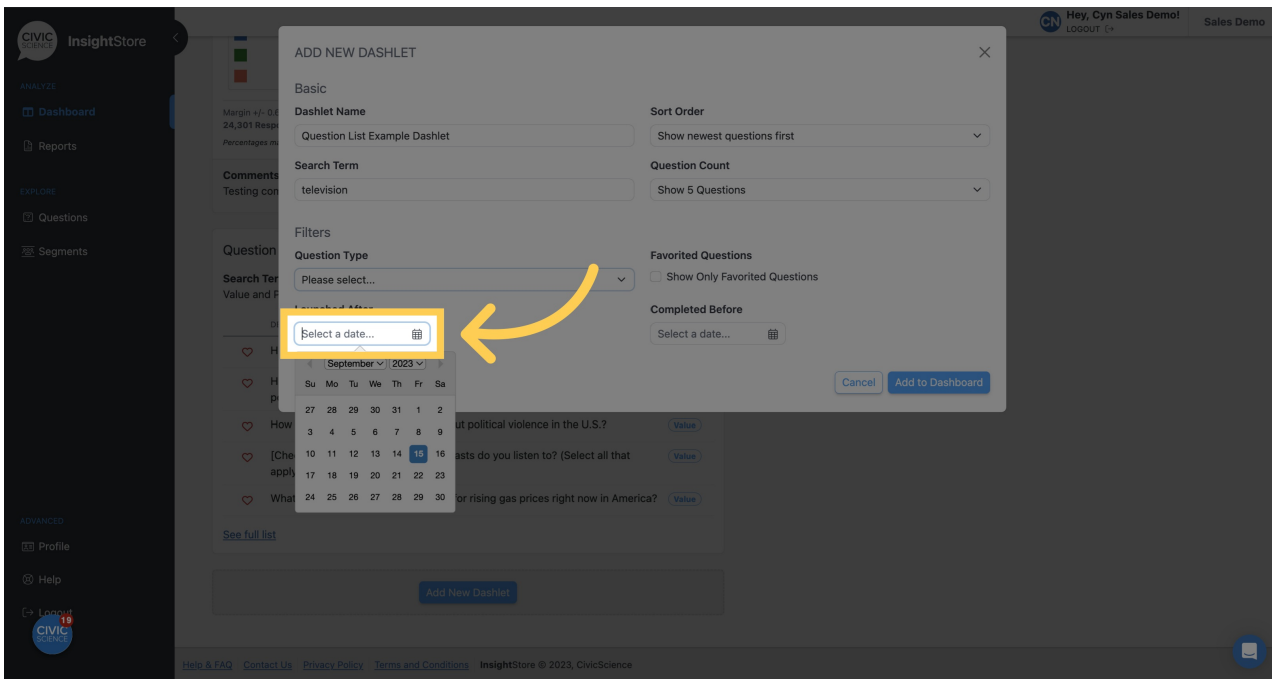 CIVIC
SCIENCE
InsightStore
Hey, Cyn Sales Demo!
CN
LOGOUT
Sales Demo
ANALYZE
Dashboard
Reports
EXPLORE
Questions
Segments
ADVANCED
Profile
Help
Logout
19
CIVIC
SCIENCE
Margin +/- 0.6
24,301 Resp
Percentages m
Comments
Testing con
Question
Search Ter
Value and P
ADD NEW DASHLET
Basic
Dashlet Name
Sort Order
Question List Example Dashlet
Show newest questions first
Search Term
Question Count
television
Show 5 Questions
Filters
Question Type
Favorited Questions
Please select...
Show Only Favorited Questions
Launched After
Completed Before
Select a date...
Select a date...
September
2023
Su Mo Tu We Th Fr Sa
27 28 29 30 31 1 2
3 4 5 6 7 8 9
10 11 12 13 14 15 16
17 18 19 20 21 22 23
24 25 26 27 28 29 30
Cancel
Add to Dashboard
How
ut political violence in the U.S.?
Value
[Che
asts do you listen to? (Select all that
Value
apply
What
or rising gas prices right now in America?
Value
See full list
Add New Dashlet
Help & FAQ Contact Us Privacy Policy Terms and Conditions InsightStore © 2023, CivicScience